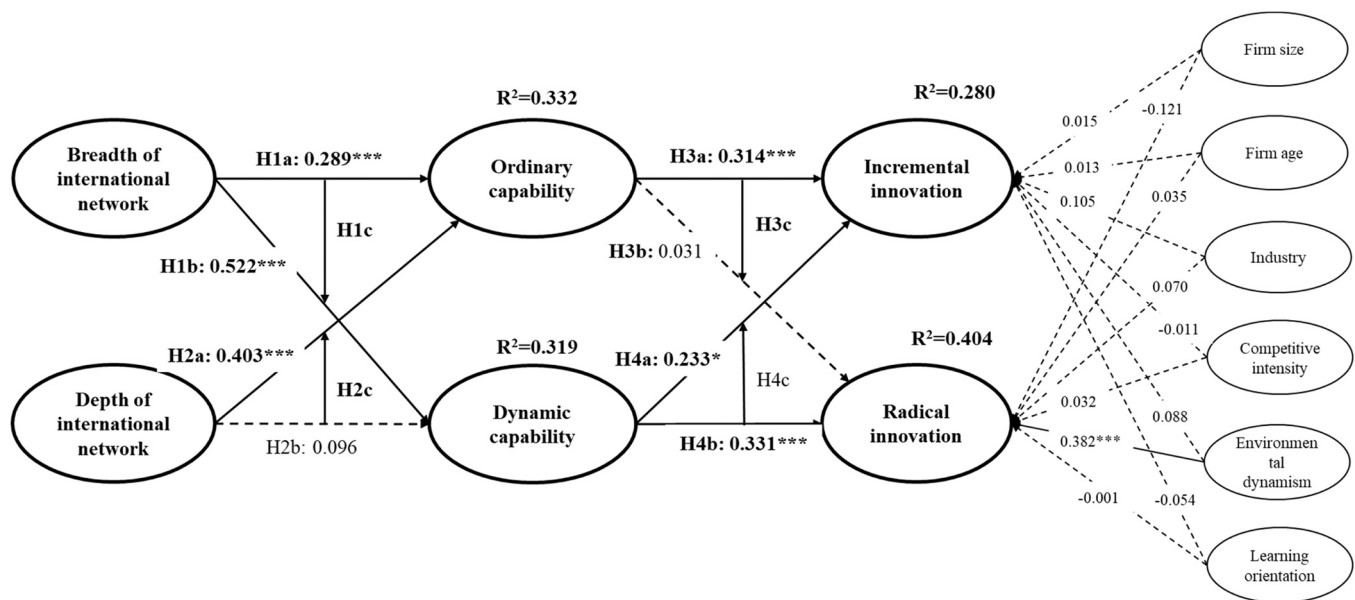 Firm size
R²=0.332
R²=0.280
-0.121
0.015
Breadth of
international
network
H1a: 0.289***
Ordinary
capability
H3a: 0.314***
Incremental
innovation
0.013
Firm age
0.035
0.105
H1c
H3c
H1b: 0.522***
H3b: 0.031
Industry
0.070
-0.011
R²=0.319
R²=0.404
H2a: 0.403***
H4a: 0.233*
Competitive
intensity
H2c
H4c
0.032
Depth of
international
network
Dynamic
capability
Radical
innovation
0.088
H2b: 0.096
H4b: 0.331***
0.382***
Environmen
tal
dynamism
-0.001
-0.054
Learning
orientation